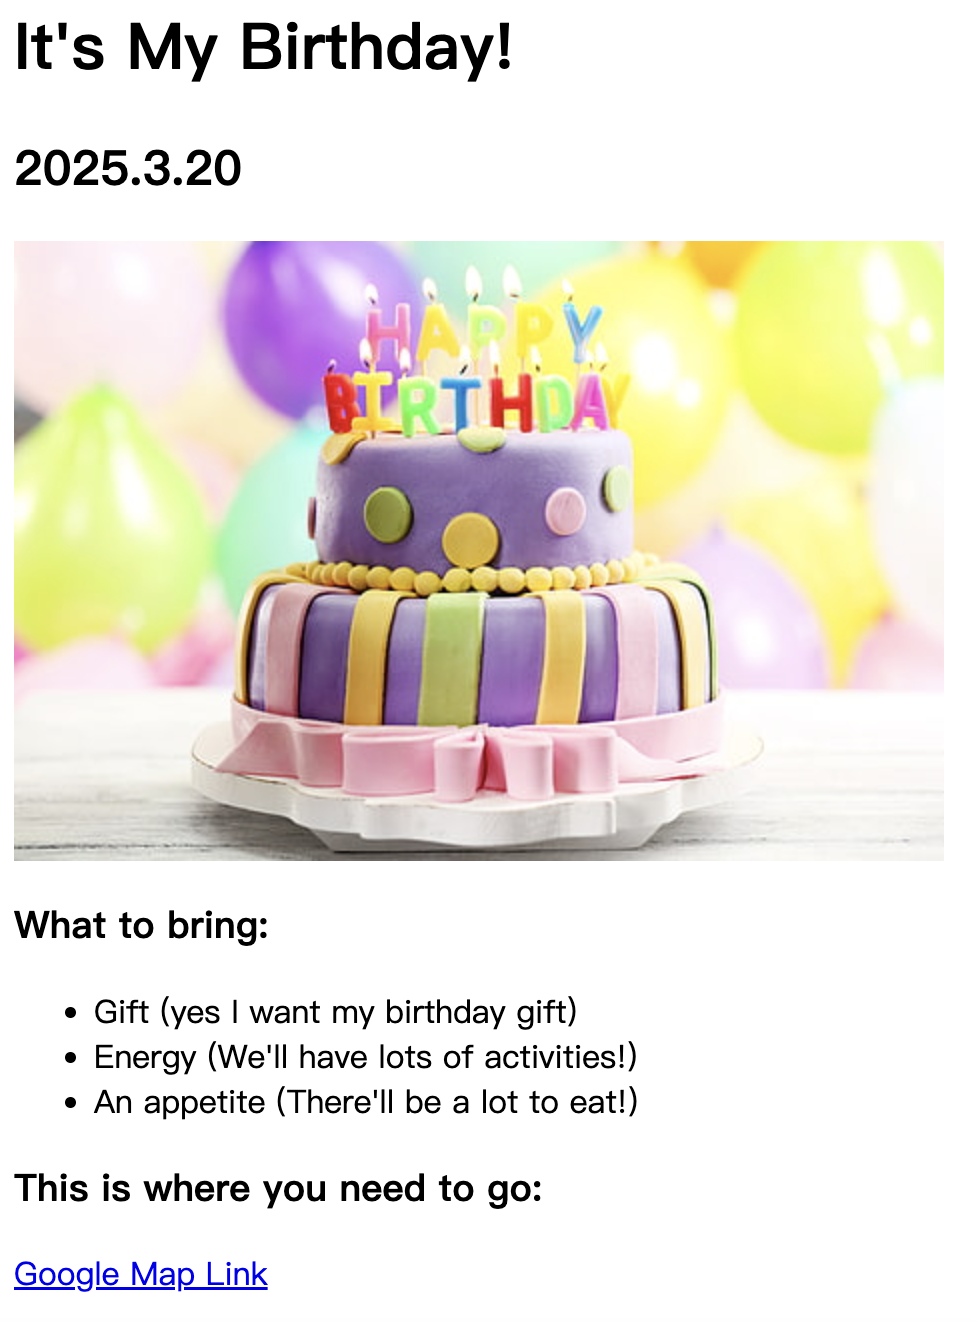 It's My Birthday!
2025.3.20
HAPPY
BIRTHDAY
What to bring:
Gift (yes I want my birthday gift)
Energy (We'll have lots of activities!)
An appetite (There'll be a lot to eat!)
This is where you need to go:
Google Map Link